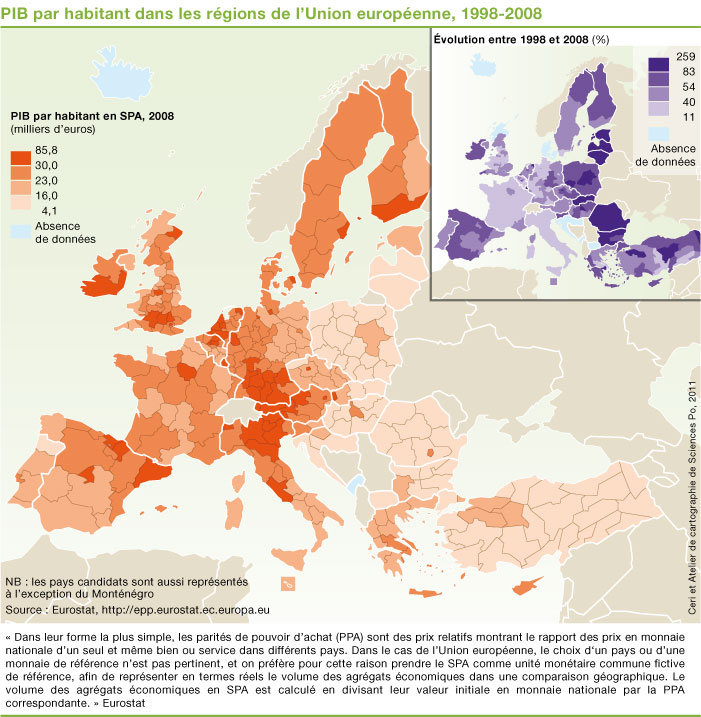 PIB par habitant dans les régions de l'Union européenne, 1998-2008
Évolution entre 1998 et 2008 (%)
259
83
54
40
11
Absence
de données
PIB par habitant en SPA, 2008
(milliers d'euros)
85,8
30,0
23,0
16,0
4,1
Absence
de données
NB : les pays candidats sont aussi représentés
à l'exception du Monténégro
Source : Eurostat, http://epp.eurostat.ec.europa.eu
Ceri et Atelier de cartographie de Sciences Po, 2011
« Dans leur forme la plus simple, les parités de pouvoir d'achat (PPA) sont des prix relatifs montrant le rapport des prix en monnaie
nationale d'un seul et même bien ou service dans différents pays. Dans le cas de l'Union européenne, le choix d'un pays ou d'une
monnaie de référence n'est pas pertinent, et on préfère pour cette raison prendre le SPA comme unité monétaire commune fictive
de référence, afin de représenter en termes réels le volume des agrégats économiques dans une comparaison géographique. Le
volume des agrégats économiques en SPA est calculé en divisant leur valeur initiale en monnaie nationale par la PPA
correspondante. » Eurostat